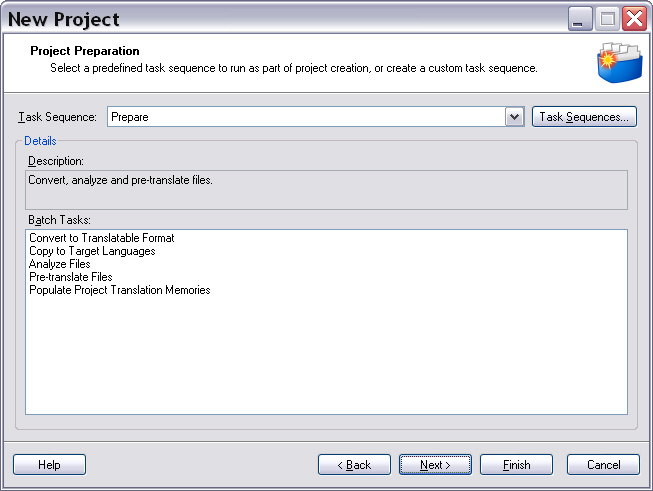 New Project
Project Preparation
Select a predefined task sequence to run as part of project creation, or create a custom task sequence.
Task Sequence: Prepare Task Sequences...
Details
Description:
Convert, analyze and pre-translate files.
Batch Tasks:
Convert to Translatable Format
Copy to Target Languages
Analyze Files
Pre-translate Files
Populate Project Translation Memories
Help < Back Next > Finish Cancel